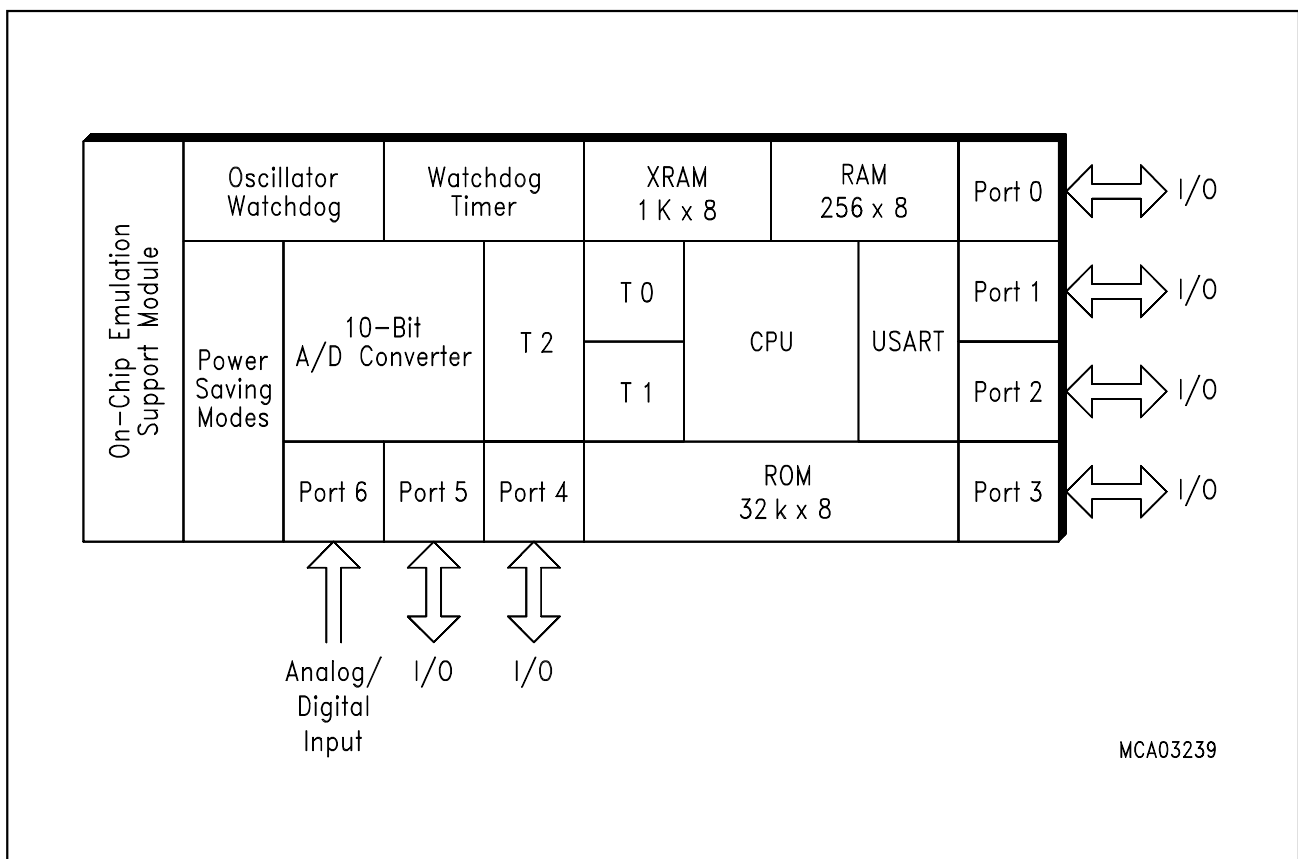 On-Chip Emulation
Support Module
Oscillator
Watchdog
Watchdog
Timer
XRAM
1 K x 8
RAM
256 x 8
Port 0
I/O
Power
Saving
Modes
10-Bit
A/D Converter
T 2
T 0
T 1
CPU
USART
Port 1
I/O
Port 2
I/O
Port 6
Port 5
Port 4
ROM
32 k x 8
Port 3
I/O
Analog/
Digital
Input
I/O
I/O
MCA03239